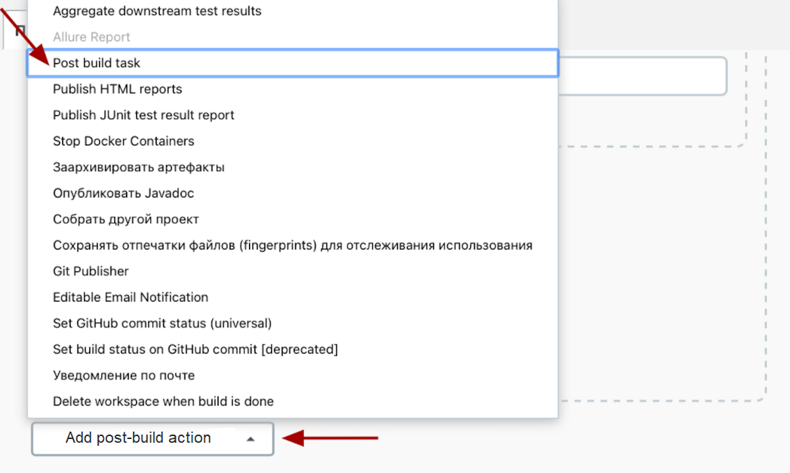 Aggregate downstream test results
Allure Report
Post build task
Publish HTML reports
Publish JUnit test result report
Stop Docker Containers
Заархивировать артефакты
Опубликовать Javadoc
Собрать другой проект
Сохранять отпечатки файлов (fingerprints) для отслеживания использования
Git Publisher
Editable Email Notification
Set GitHub commit status (universal)
Set build status on GitHub commit [deprecated]
Уведомление по почте
Delete workspace when build is done
Add post-build action